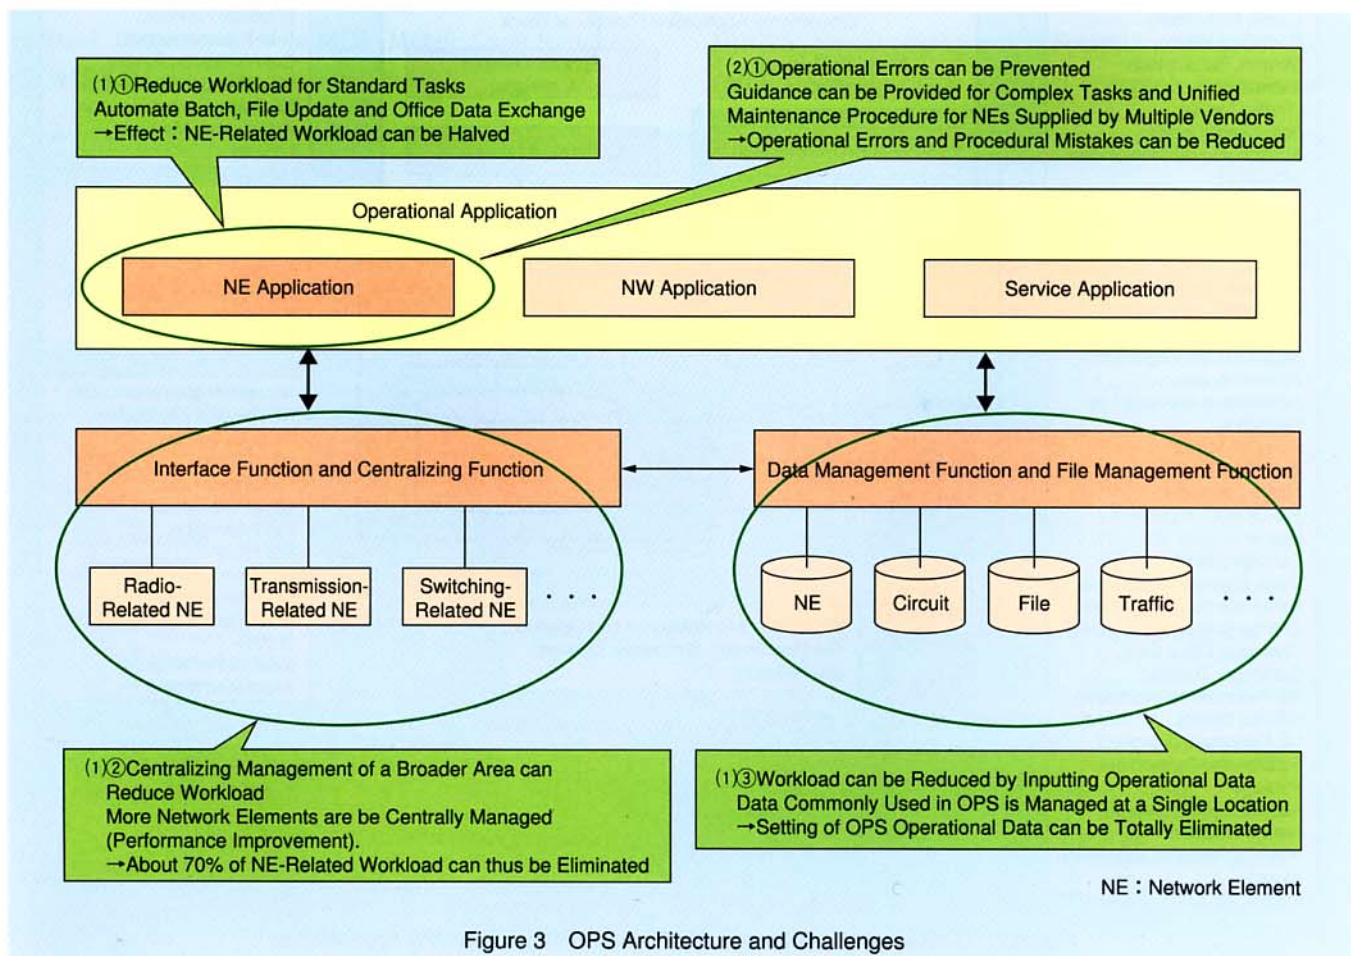 (1)①Reduce Workload for Standard Tasks
Automate Batch, File Update and Office Data Exchange
→Effect：NE-Related Workload can be Halved
(2)①Operational Errors can be Prevented
Guidance can be Provided for Complex Tasks and Unified
Maintenance Procedure for NEs Supplied by Multiple Vendors
→Operational Errors and Procedural Mistakes can be Reduced
Operational Application
NE Application
NW Application
Service Application
Interface Function and Centralizing Function
Data Management Function and File Management Function
Radio-
Related NE
Transmission-
Related NE
Switching-
Related NE
· · · ·
NE
Circuit
File
Traffic
· · · ·
(1)②Centralizing Management of a Broader Area can
Reduce Workload
More Network Elements are be Centrally Managed
(Performance Improvement).
→About 70% of NE-Related Workload can thus be Eliminated
(1)③Workload can be Reduced by Inputting Operational Data
Data Commonly Used in OPS is Managed at a Single Location
→Setting of OPS Operational Data can be Totally Eliminated
NE：Network Element
Figure 3 OPS Architecture and Challenges